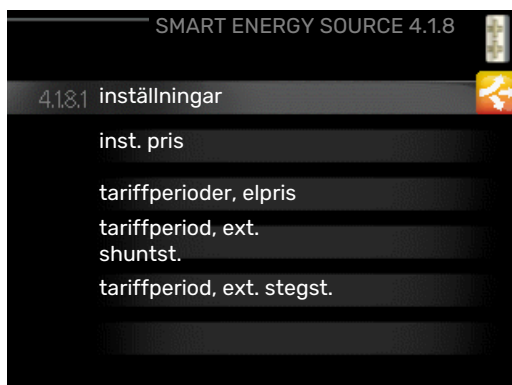 SMART ENERGY SOURCE 4.1.8
4.1.8.1 inställningar
inst. pris
tariffperioder, elpris
tariffperiod, ext.
shuntst.
tariffperiod, ext. stegst.